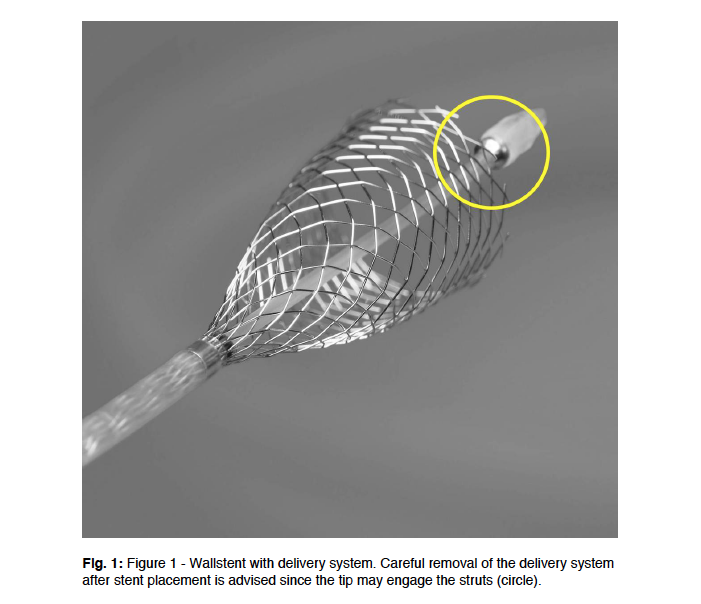 Fig. 1: Figure 1 - Wallstent with delivery system. Careful removal of the delivery system
after stent placement is advised since the tip may engage the struts (circle).